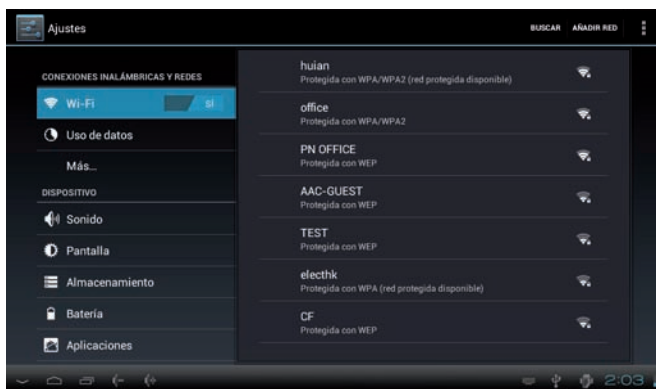 Ajustes
BUSCAR AÑADIR RED
CONEXIONES INALÁMBRICAS Y REDES
Wi-Fi SÍ
Uso de datos
Más...
DISPOSITIVO
Sonido
Pantalla
Almacenamiento
Batería
Aplicaciones
huian
Protegida con WPA/WPA2 (red protegida disponible)
office
Protegida con WPA/WPA2
PN OFFICE
Protegida con WEP
AAC-GUEST
Protegida con WEP
TEST
Protegida con WEP
electhk
Protegida con WPA (red protegida disponible)
CF
Protegida con WEP
2:03